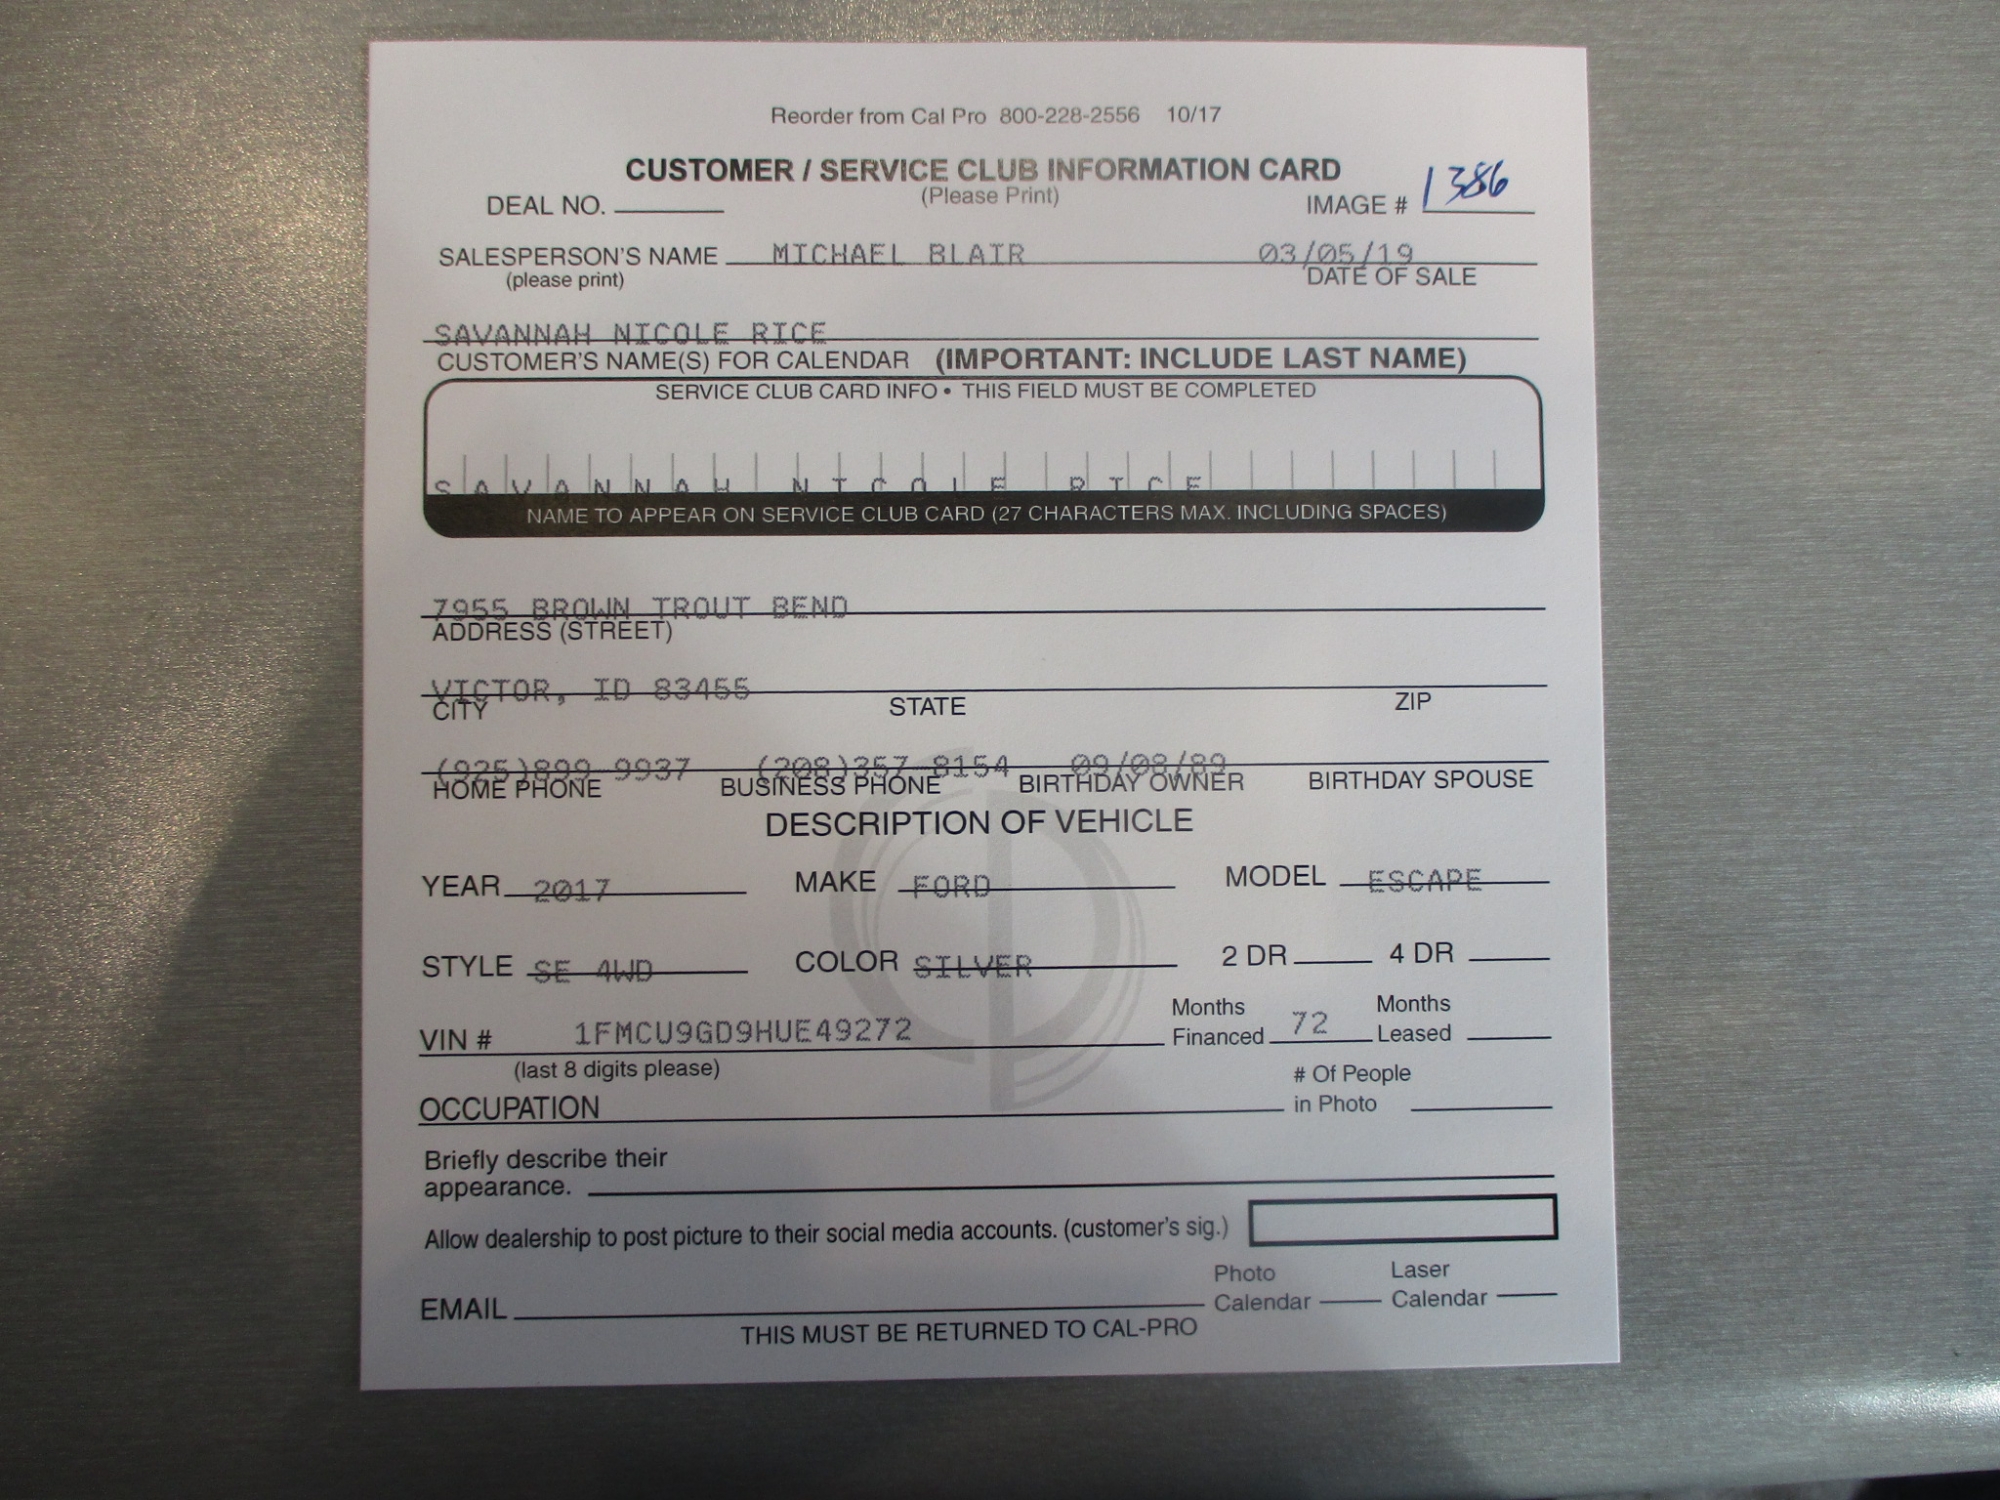 Reorder from Cal Pro 800-228-2556 10/17
CUSTOMER / SERVICE CLUB INFORMATION CARD
(Please Print)
DEAL NO. IMAGE # 1386
SALESPERSON'S NAME MICHAEL BLAIR 03/05/19
(please print) DATE OF SALE
SAVANNAH NICOLE RICE
CUSTOMER'S NAME(S) FOR CALENDAR (IMPORTANT: INCLUDE LAST NAME)
SERVICE CLUB CARD INFO • THIS FIELD MUST BE COMPLETED
SAVANNAH NICOLE RICE
NAME TO APPEAR ON SERVICE CLUB CARD (27 CHARACTERS MAX. INCLUDING SPACES)
7955 BROWN TROUT BEND
ADDRESS (STREET)
VICTOR, ID 83455
CITY STATE ZIP
(925)899-9937 (208)357-8154 09/08/89
HOME PHONE BUSINESS PHONE BIRTHDAY OWNER BIRTHDAY SPOUSE
DESCRIPTION OF VEHICLE
YEAR 2017 MAKE FORD MODEL ESCAPE
STYLE SE 4WD COLOR SILVER 2 DR 4 DR
VIN # 1FMCU9GD9HUE49272 Months Financed 72 Months Leased
(last 8 digits please)
OCCUPATION # Of People in Photo
Briefly describe their
appearance.
Allow dealership to post picture to their social media accounts. (customer's sig.)
EMAIL Photo Calendar Laser Calendar
THIS MUST BE RETURNED TO CAL-PRO